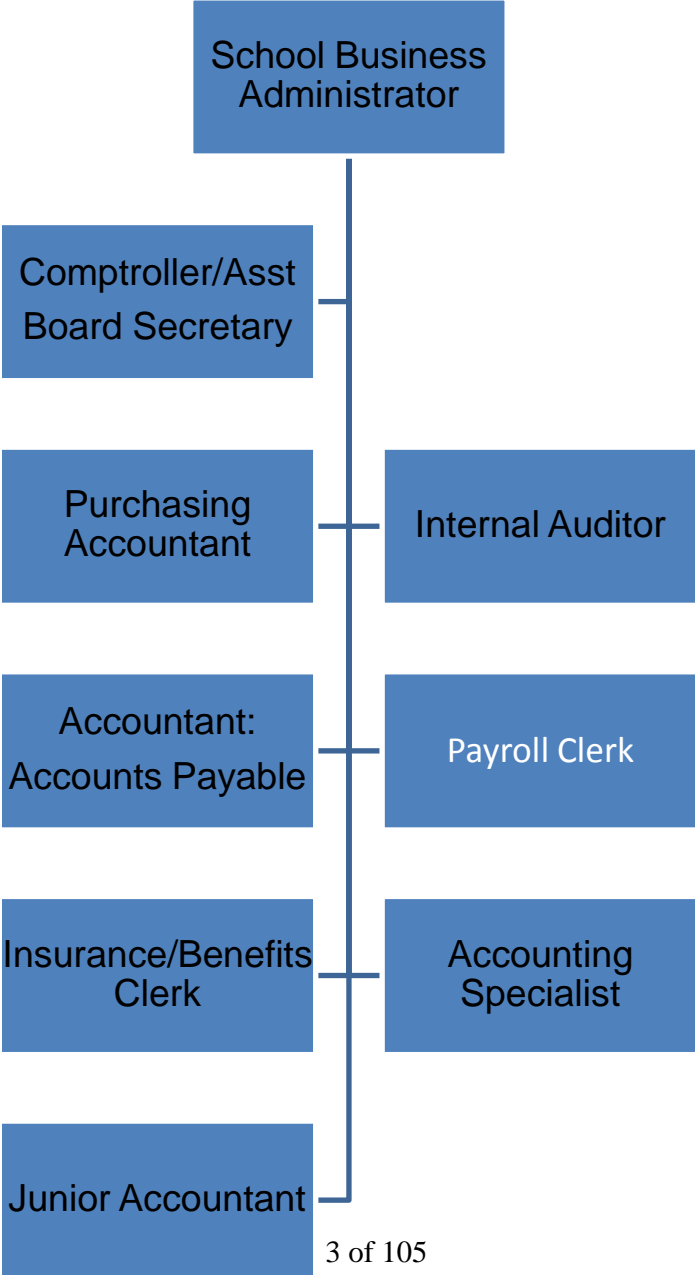 School Business
Administrator
Comptroller/Asst
Board Secretary
Purchasing
Accountant
Internal Auditor
Accountant:
Accounts Payable
Payroll Clerk
Insurance/Benefits
Clerk
Accounting
Specialist
Junior Accountant
3 of 105